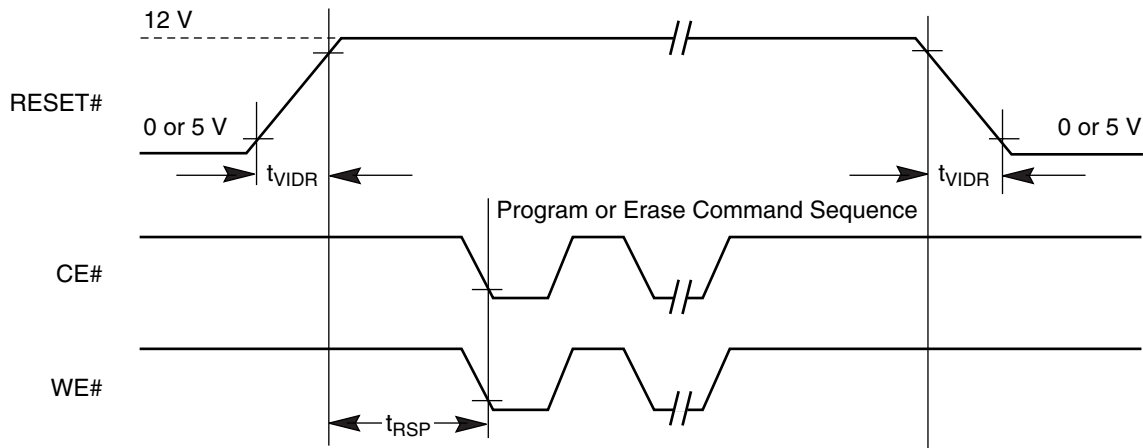 12 V
RESET#
0 or 5 V
0 or 5 V
tVIDR
tVIDR
Program or Erase Command Sequence
CE#
WE#
tRSP